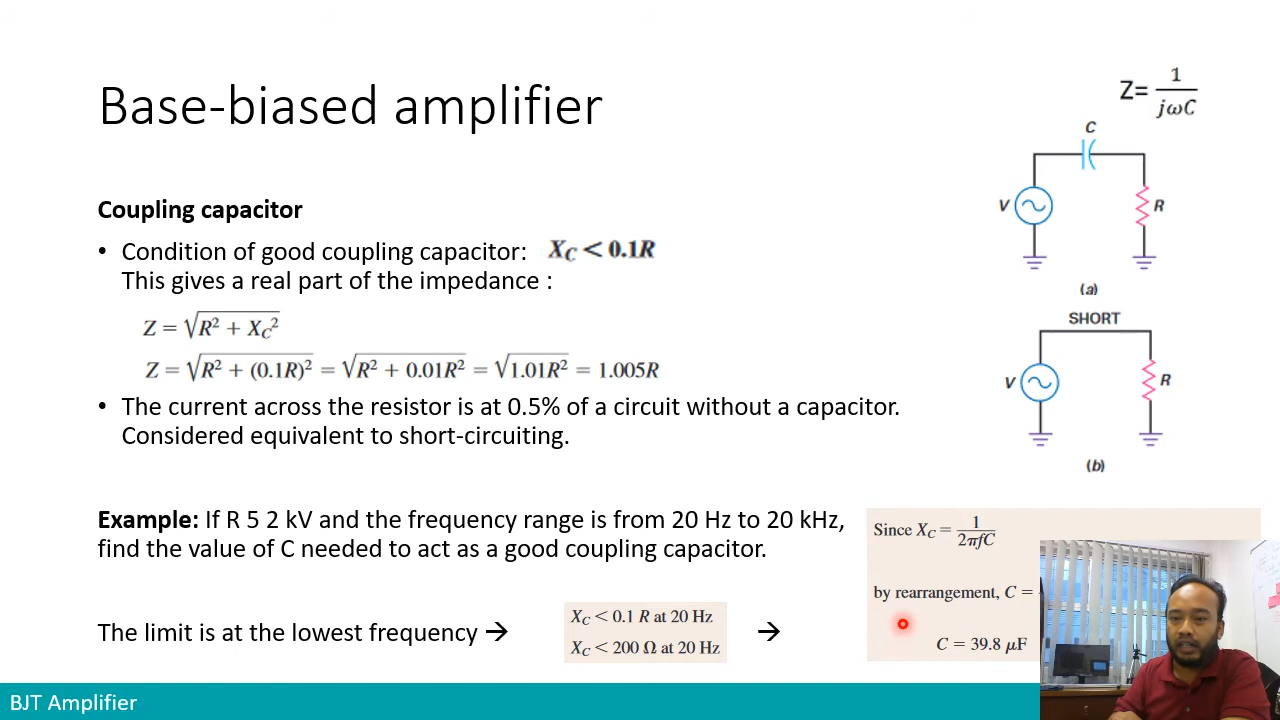 Base-biased amplifier
Z= 1/jωC
C
V
R
(a)
SHORT
V
R
(b)
Coupling capacitor
• Condition of good coupling capacitor: X_C < 0.1R
This gives a real part of the impedance :
Z = √(R² + X_C²)
Z = √(R² + (0.1R)²) = √(R² + 0.01R²) = √(1.01R²) = 1.005R
• The current across the resistor is at 0.5% of a circuit without a capacitor.
Considered equivalent to short-circuiting.
Example: If R 5 2 kV and the frequency range is from 20 Hz to 20 kHz,
find the value of C needed to act as a good coupling capacitor.
The limit is at the lowest frequency →
X_C < 0.1 R at 20 Hz
X_C < 200 Ω at 20 Hz
→
Since X_C = 1/2πfC
by rearrangement, C =
C = 39.8 μF
BJT Amplifier